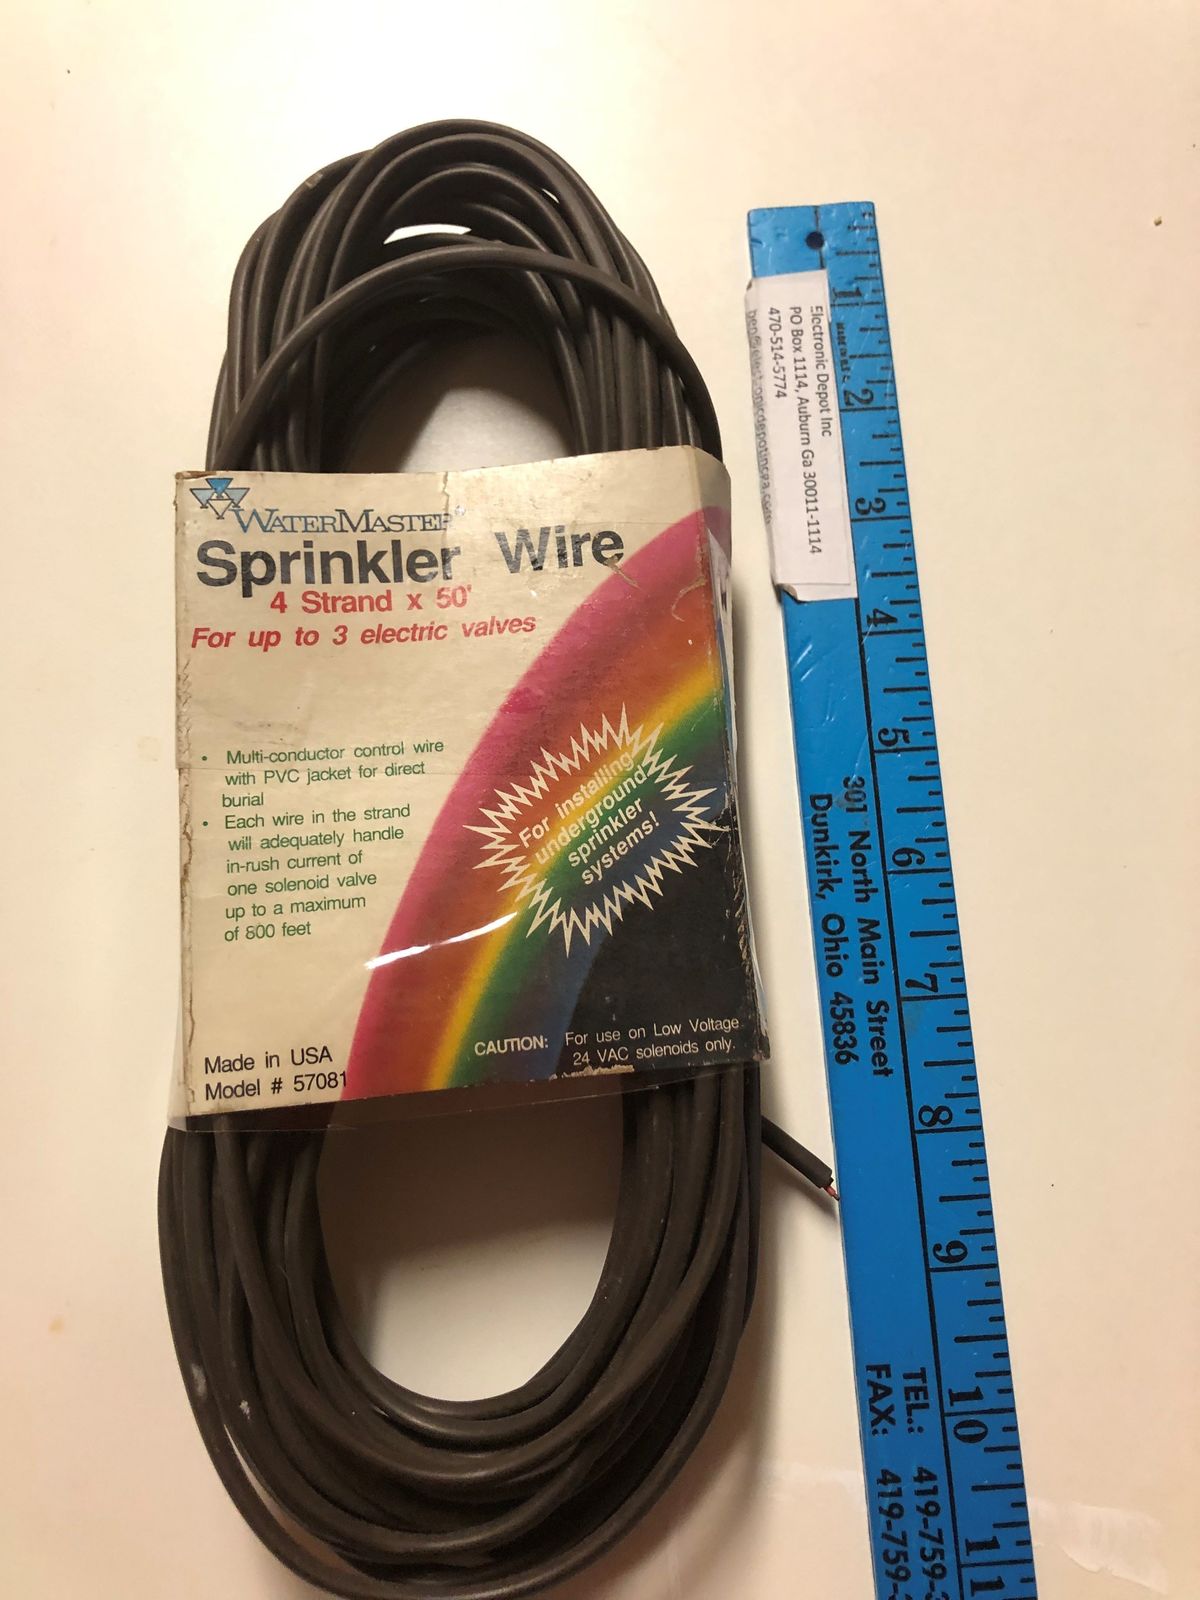 WATERMASTER®
Sprinkler Wire
4 Strand x 50'
For up to 3 electric valves
• Multi-conductor control wire
with PVC jacket for direct
burial
• Each wire in the strand
will adequately handle
in-rush current of
one solenoid valve
up to a maximum
of 800 feet
For installing
underground
sprinkler
systems!
CAUTION: For use on Low Voltage
24 VAC solenoids only.
Made in USA
Model # 57081
Electronic Depot Inc
PO Box 1114, Auburn Ga 30011-1114
470-514-5774
1
2
3
4
5
6
7
8
9
10
11
301 North Main Street
Dunkirk, Ohio 45836
TEL.: 419-759-3
FAX: 419-759-